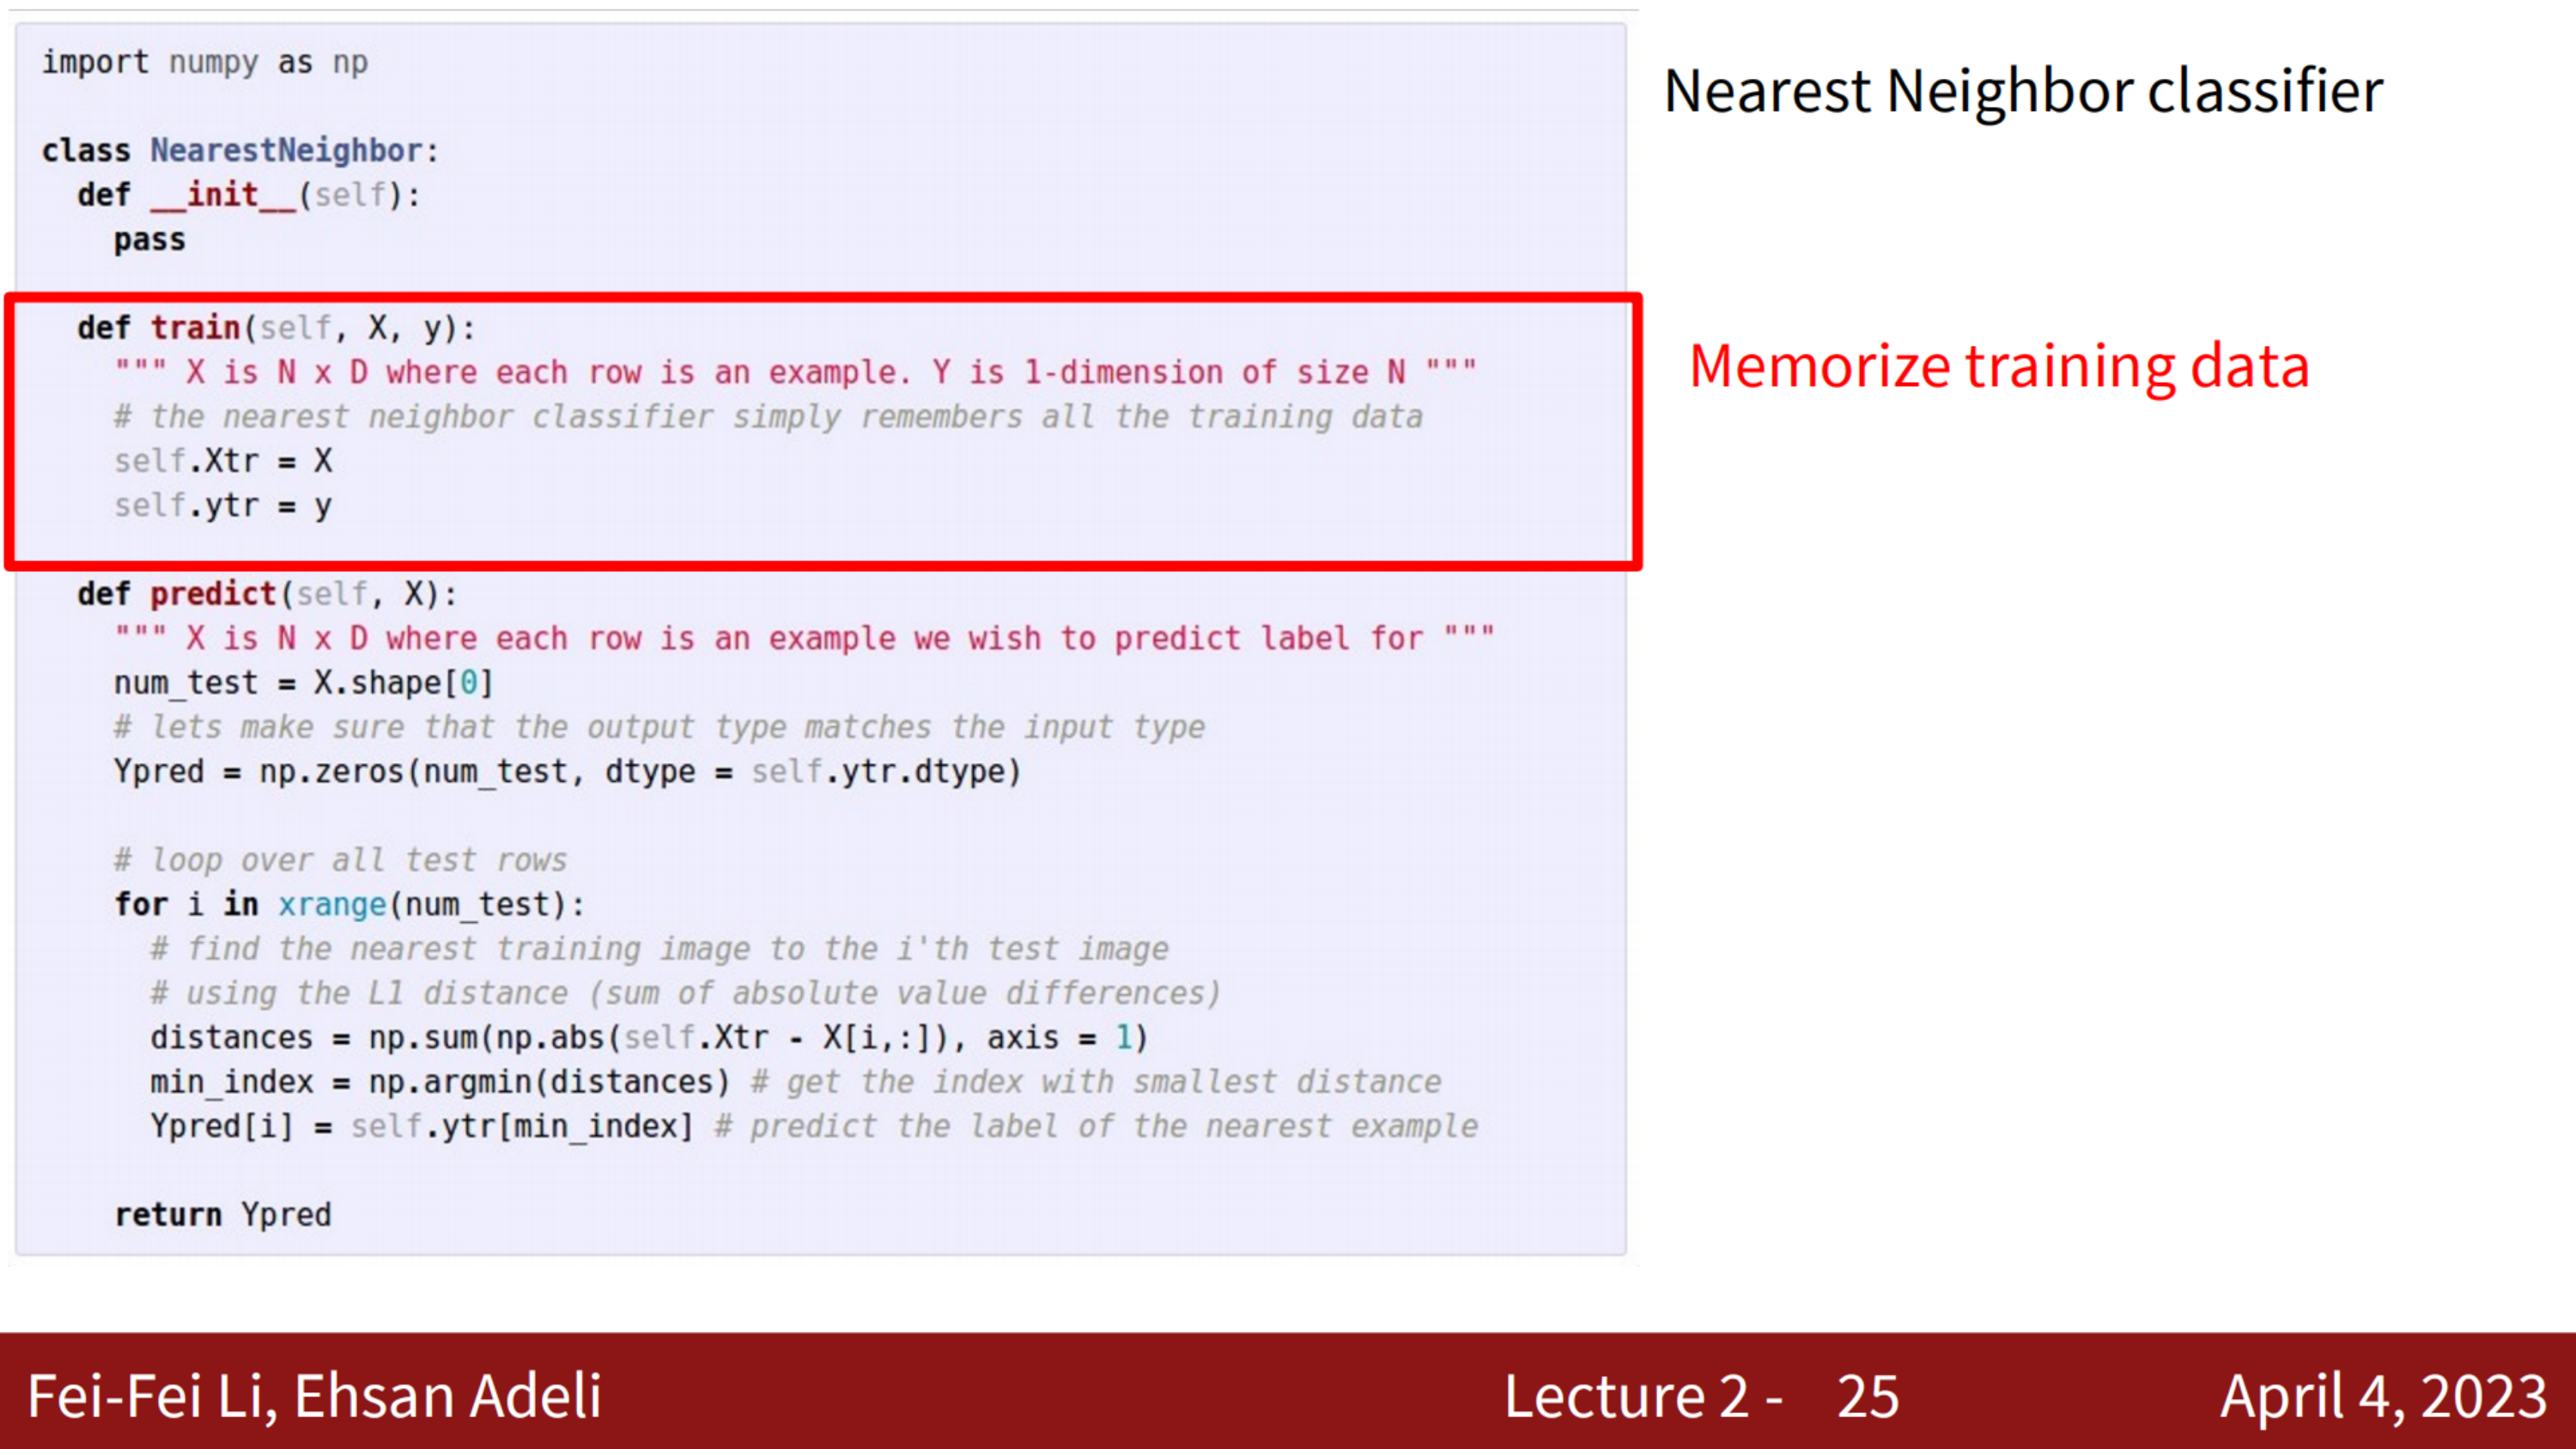 import numpy as np
class NearestNeighbor:
def __init__(self):
pass
def train(self, X, y):
""" X is N x D where each row is an example. Y is 1-dimension of size N """
# the nearest neighbor classifier simply remembers all the training data
self.Xtr = X
self.ytr = y
def predict(self, X):
""" X is N x D where each row is an example we wish to predict label for """
num_test = X.shape[0]
# lets make sure that the output type matches the input type
Ypred = np.zeros(num_test, dtype = self.ytr.dtype)
# loop over all test rows
for i in xrange(num_test):
# find the nearest training image to the i'th test image
# using the L1 distance (sum of absolute value differences)
distances = np.sum(np.abs(self.Xtr - X[i,:]), axis = 1)
min_index = np.argmin(distances) # get the index with smallest distance
Ypred[i] = self.ytr[min_index] # predict the label of the nearest example
return Ypred
Nearest Neighbor classifier
Memorize training data
Fei-Fei Li, Ehsan Adeli
Lecture 2 - 25
April 4, 2023